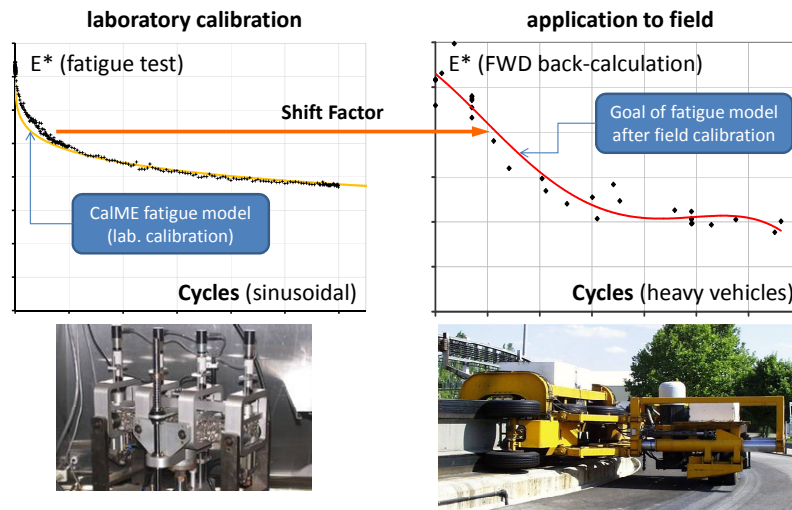 laboratory calibration
application to field
E* (fatigue test)
E* (FWD back-calculation)
Shift Factor
Goal of fatigue model
after field calibration
CalME fatigue model
(lab. calibration)
Cycles (sinusoidal)
Cycles (heavy vehicles)